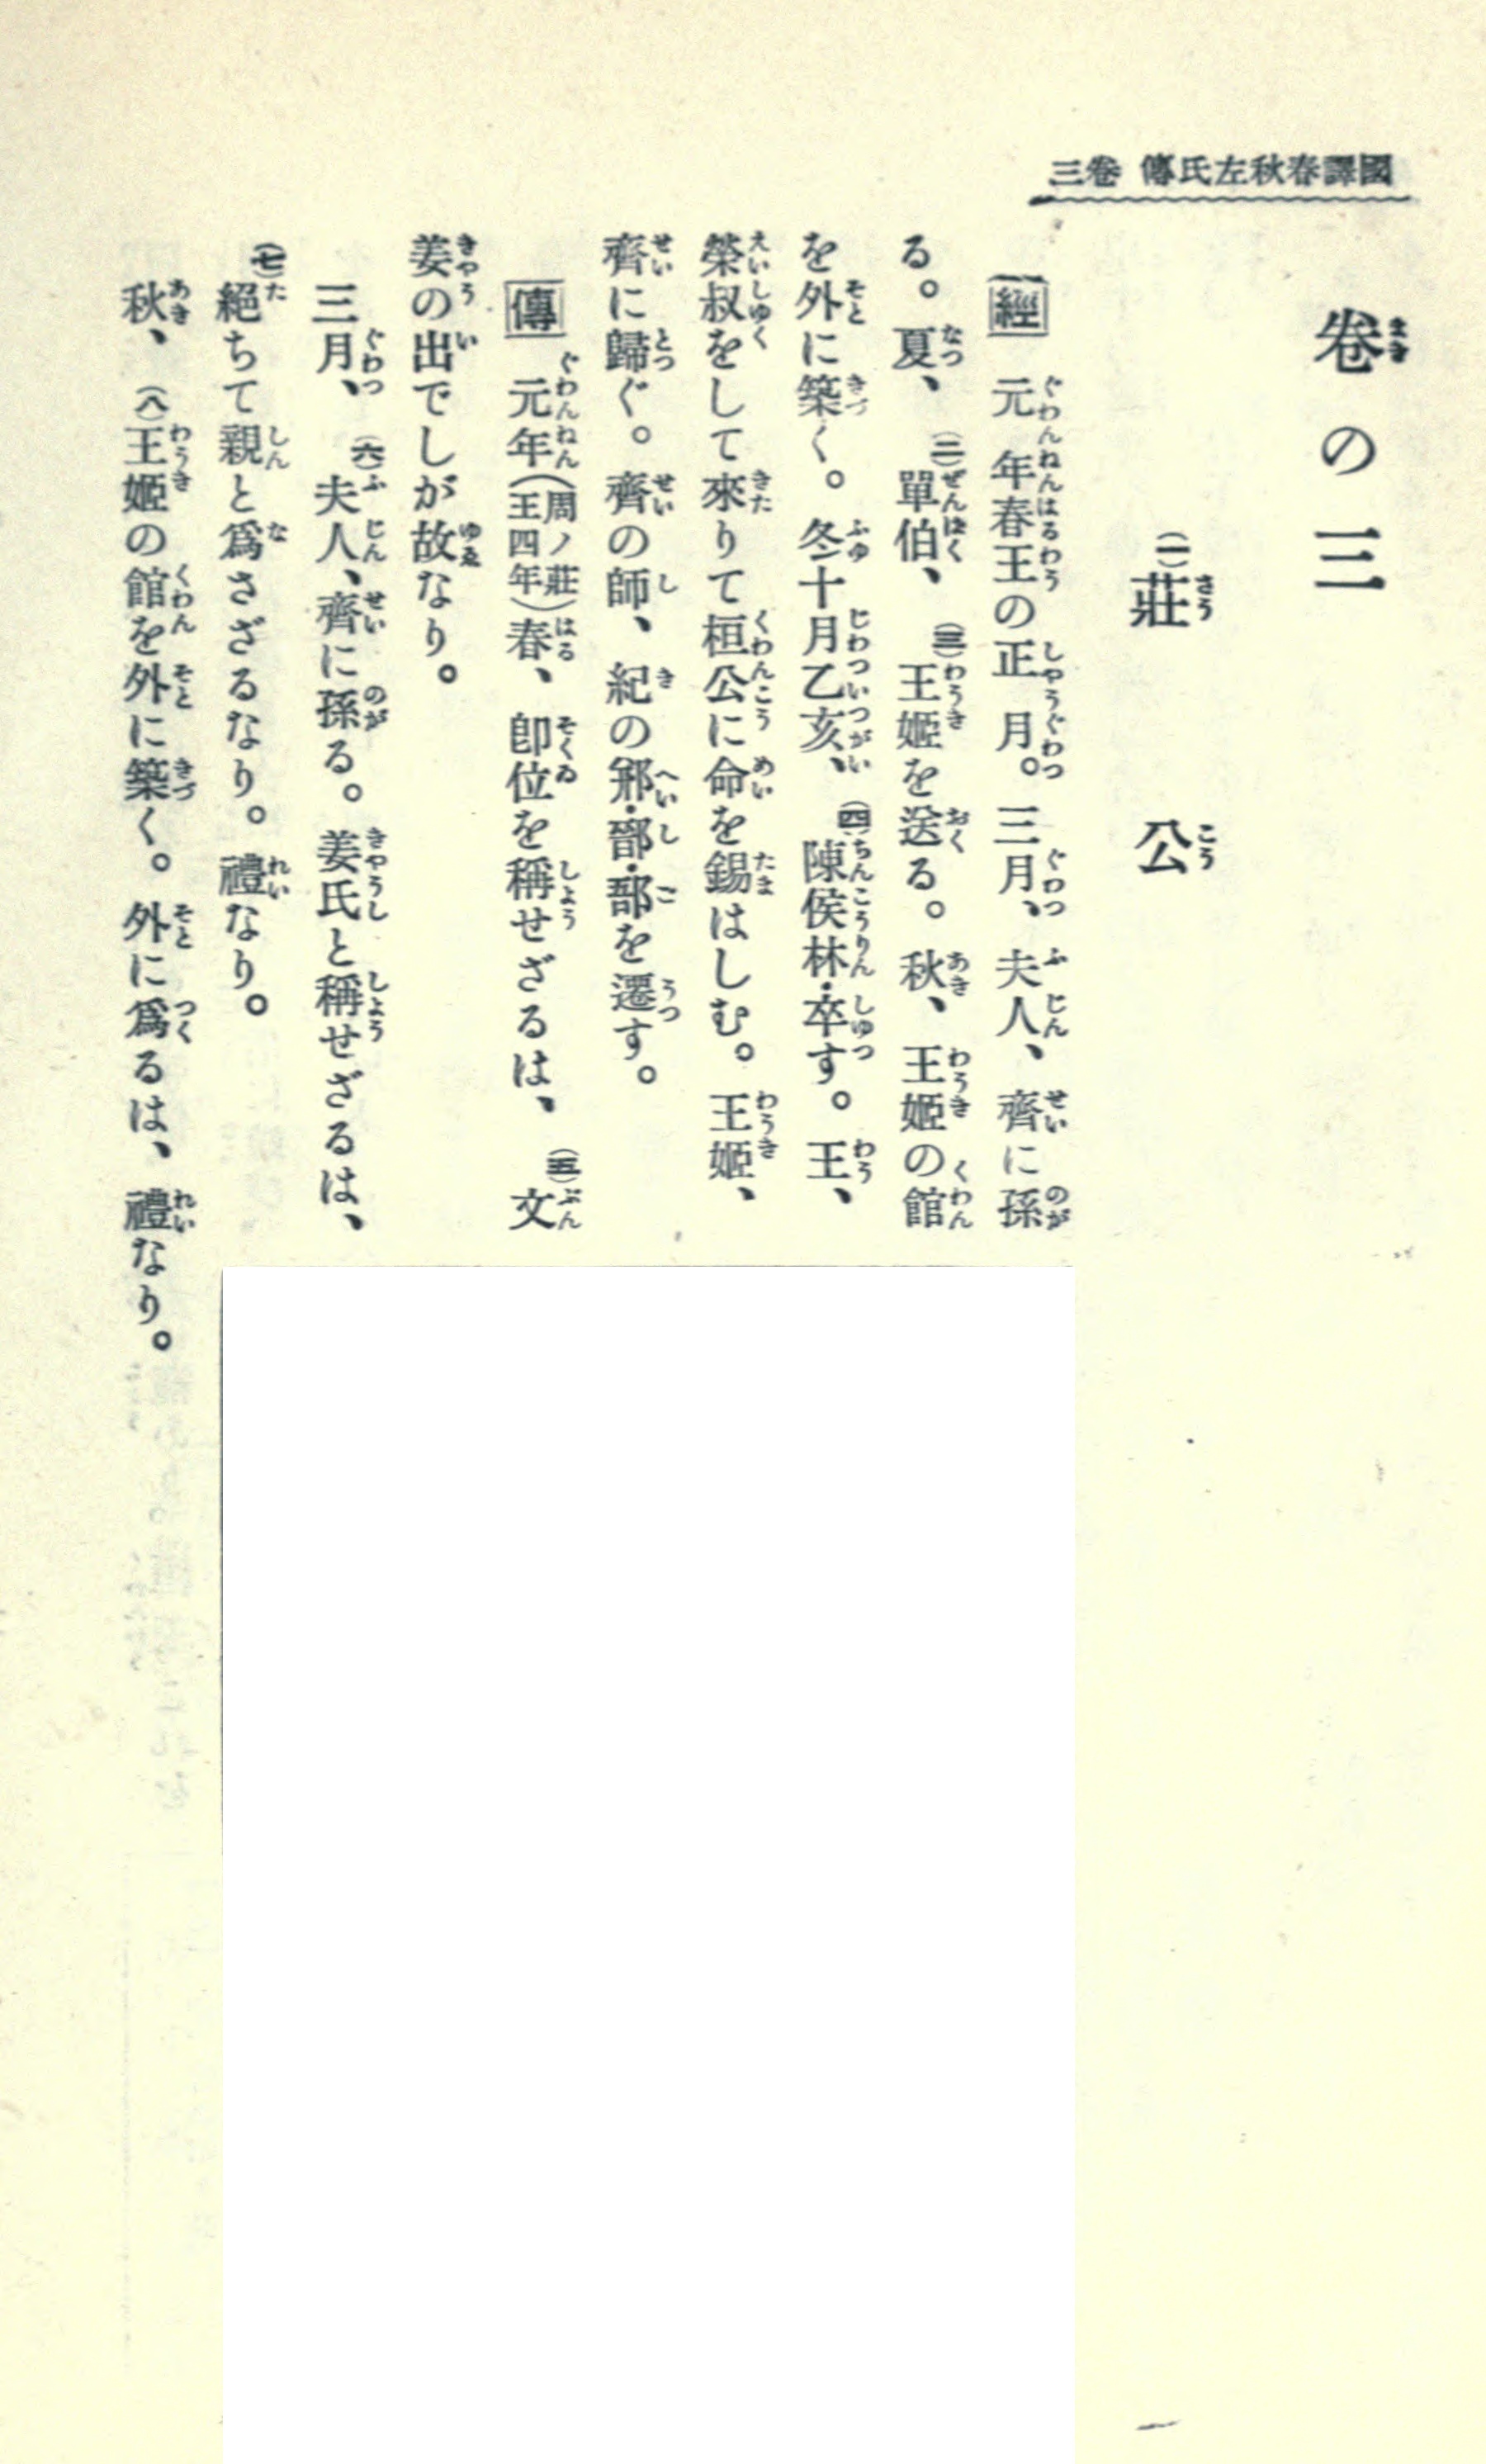 國譯春秋左氏傳 卷三
卷の三
㈠莊公
經 元年春王の正月。三月、夫人、齊に孫
る。夏、㈡單伯、㈢王姬を送る。秋、王姬の館
を外に築く。冬十月乙亥、㈣陳侯林・卒す。王、
榮叔をして來りて桓公に命を錫はしむ。王姬、
齊に歸ぐ。齊の師、紀の郱・鄑・郚を遷す。
傳 元年(周ノ莊王四年)春、卽位を稱せざるは、㈤文
姜の出でしが故なり。
三月、㈥夫人、齊に孫る。姜氏と稱せざるは、
㈦絕ちて親と爲さざるなり。禮なり。
秋、㈧王姬の館を外に築く。外に爲るは、禮なり。